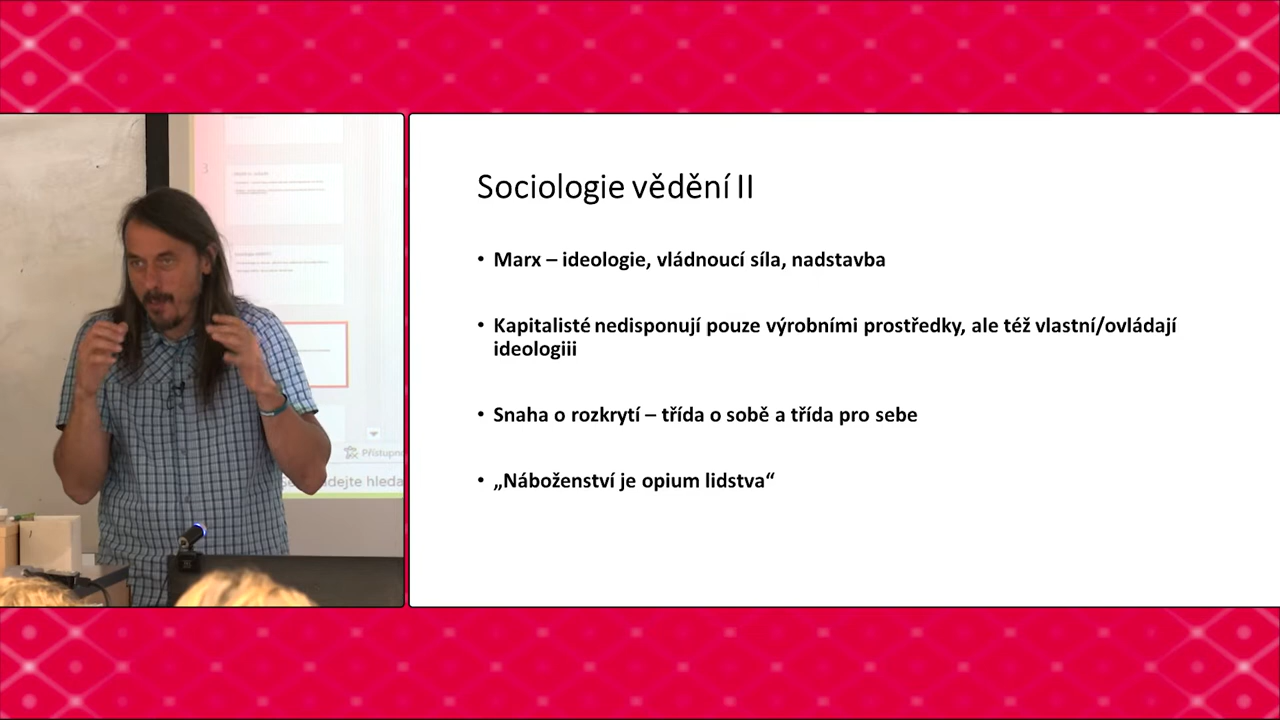 Sociologie vědění II
• Marx – ideologie, vládnoucí síla, nadstavba
• Kapitalisté nedisponují pouze výrobními prostředky, ale též vlastní/ovládají
ideologiii
• Snaha o rozkrytí – třída o sobě a třída pro sebe
• „Náboženství je opium lidstva“
3